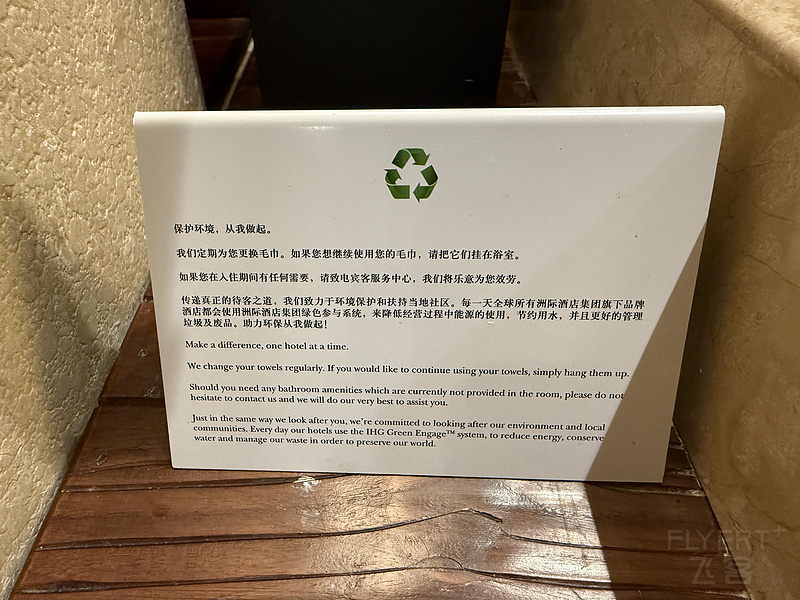 保护环境，从我做起。
我们定期为您更换毛巾。如果您想继续使用您的毛巾，请把它们挂在浴室。
如果您在入住期间有任何需要，请致电宾客服务中心，我们将乐意为您效劳。
传递真正的待客之道，我们致力于环境保护和扶持当地社区。每一天全球所有洲际酒店集团旗下品牌
酒店都会使用洲际酒店集团绿色参与系统，来降低经营过程中能源的使用，节约用水，并且更好的管理
垃圾及废品。助力环保从我做起！
Make a difference, one hotel at a time.
We change your towels regularly. If you would like to continue using your towels, simply hang them up.
Should you need any bathroom amenities which are currently not provided in the room, please do not
hesitate to contact us and we will do our very best to assist you.
Just in the same way we look after you, we're committed to looking after our environment and local
communities. Every day our hotels use the IHG Green Engage™ system, to reduce energy, conserve
water and manage our waste in order to preserve our world.
FLYERT+
飞客